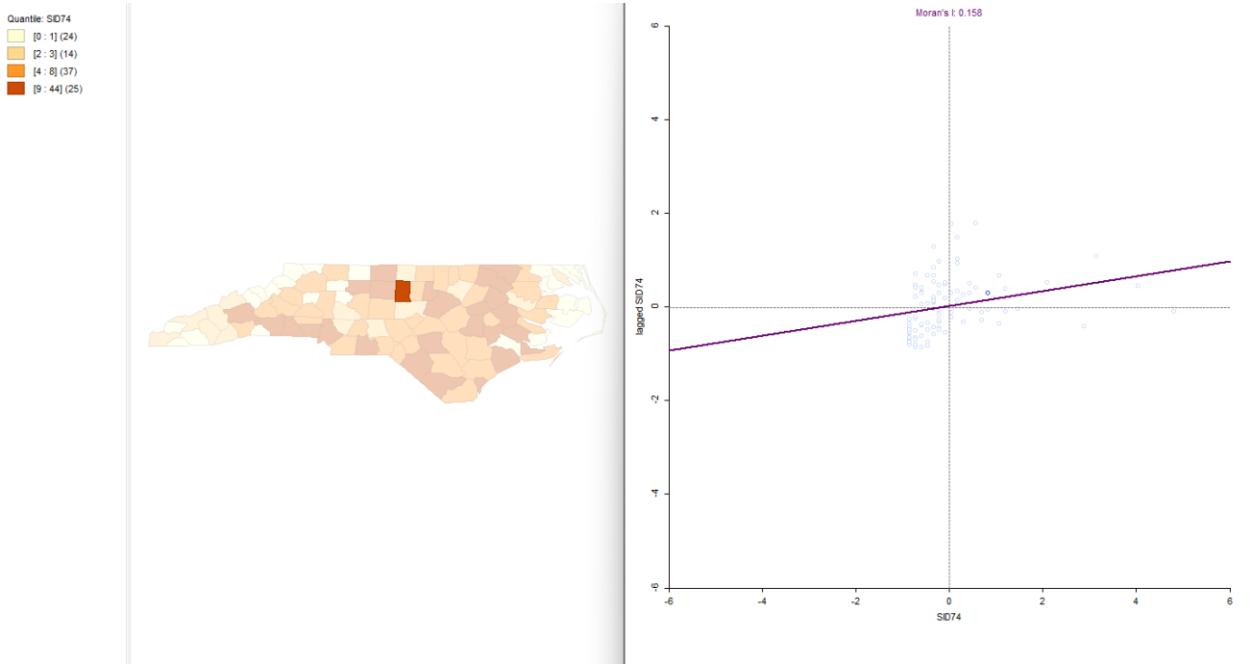 Quantile: SID74
[0 : 1] (24)
[2 : 3] (14)
[4 : 8] (37)
[9 : 44] (25)
Moran's I: 0.158
6
4
2
0
-2
-4
-6
lagged SID74
-6
-4
-2
0
2
4
6
SID74